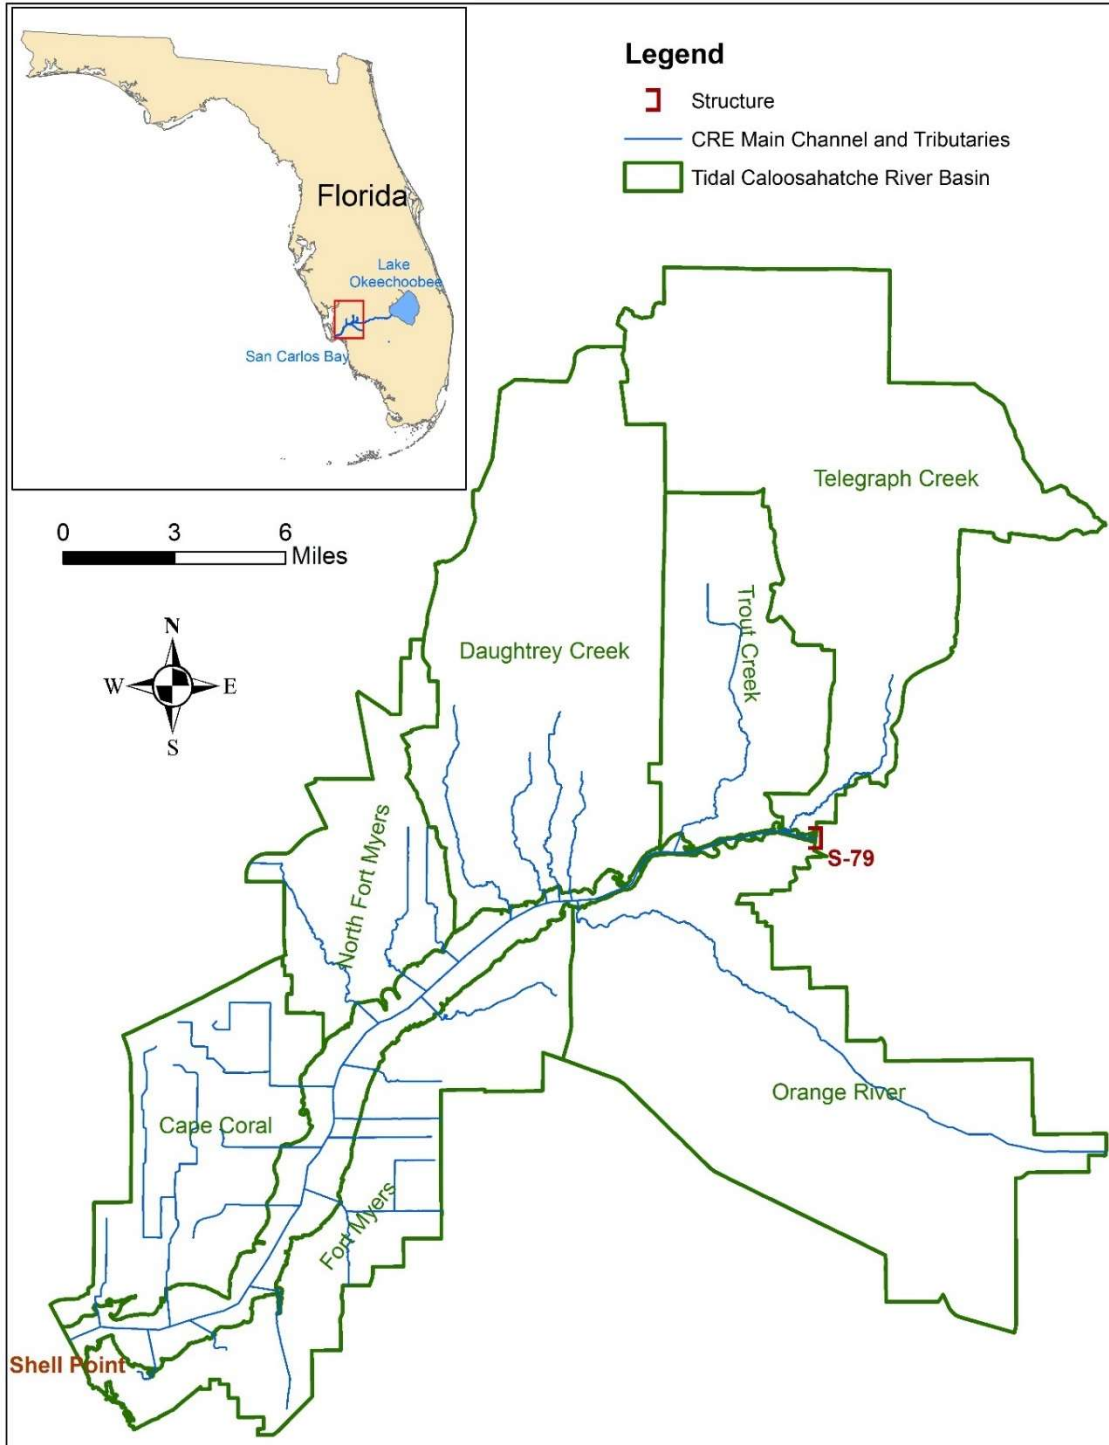 Legend
Structure
CRE Main Channel and Tributaries
Tidal Caloosahatche River Basin
Florida
Lake
Okeechoobee
San Carlos Bay
0 3 6
Miles
N
W E
S
Telegraph Creek
Trout Creek
Daughtrey Creek
North Fort Myers
S-79
Orange River
Cape Coral
Fort Myers
Shell Point